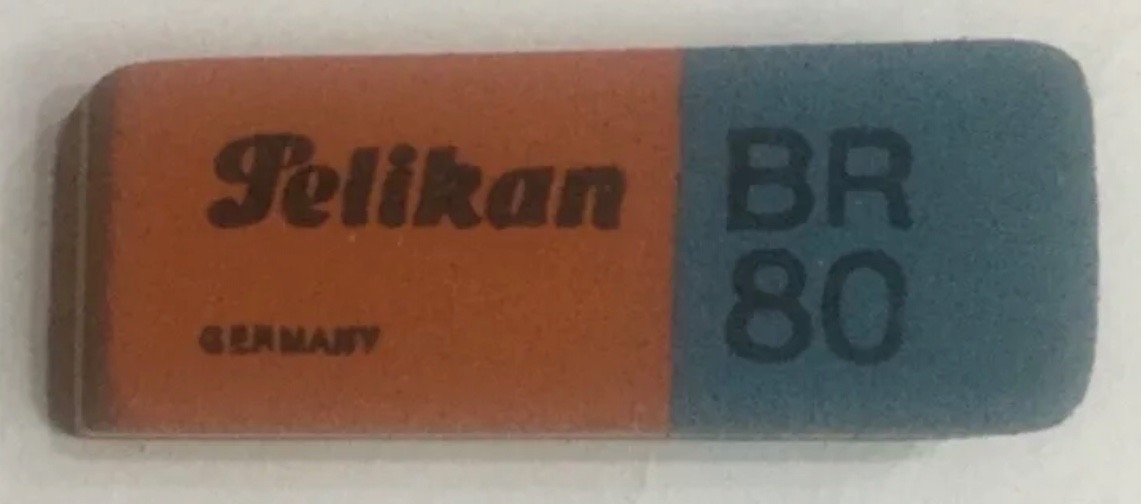 Pelikan
GERMANY
BR
80